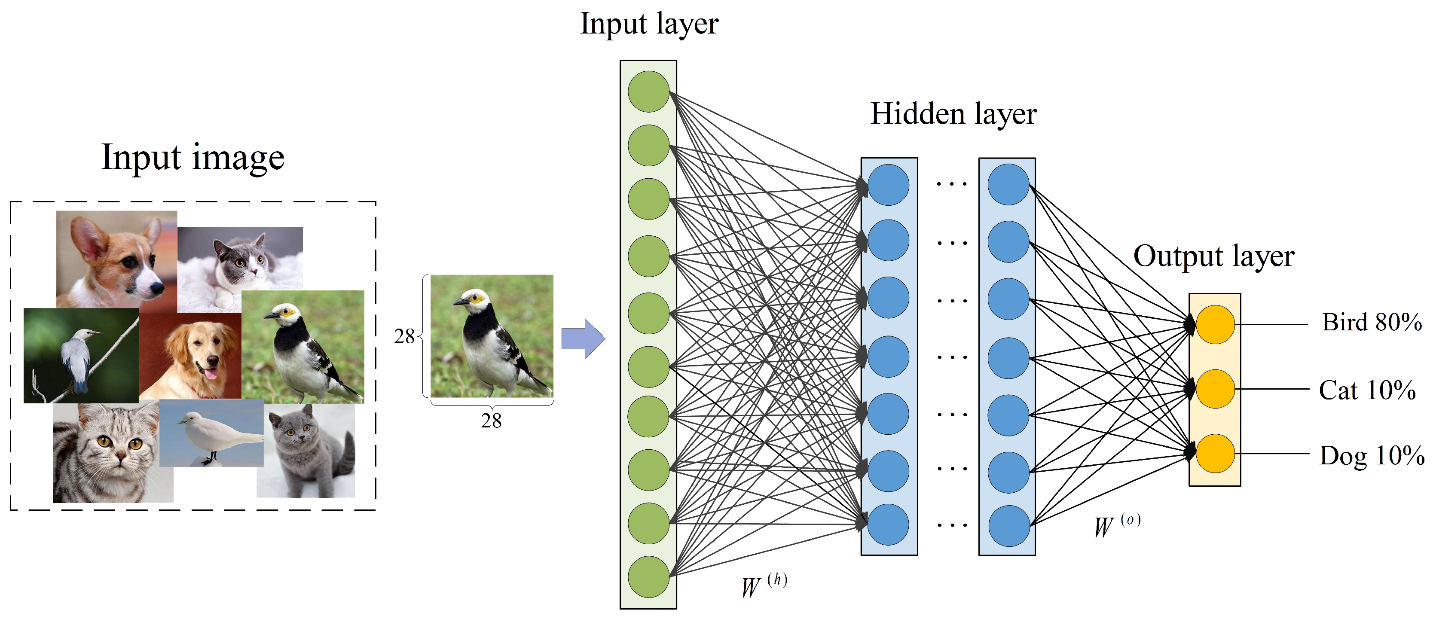 Input layer
Hidden layer
Input image
Output layer
28
28
Bird 80%
Cat 10%
Dog 10%
W (h)
W (o)
· · ·
· · ·
· · ·
· · ·
· · ·
· · ·
· · ·